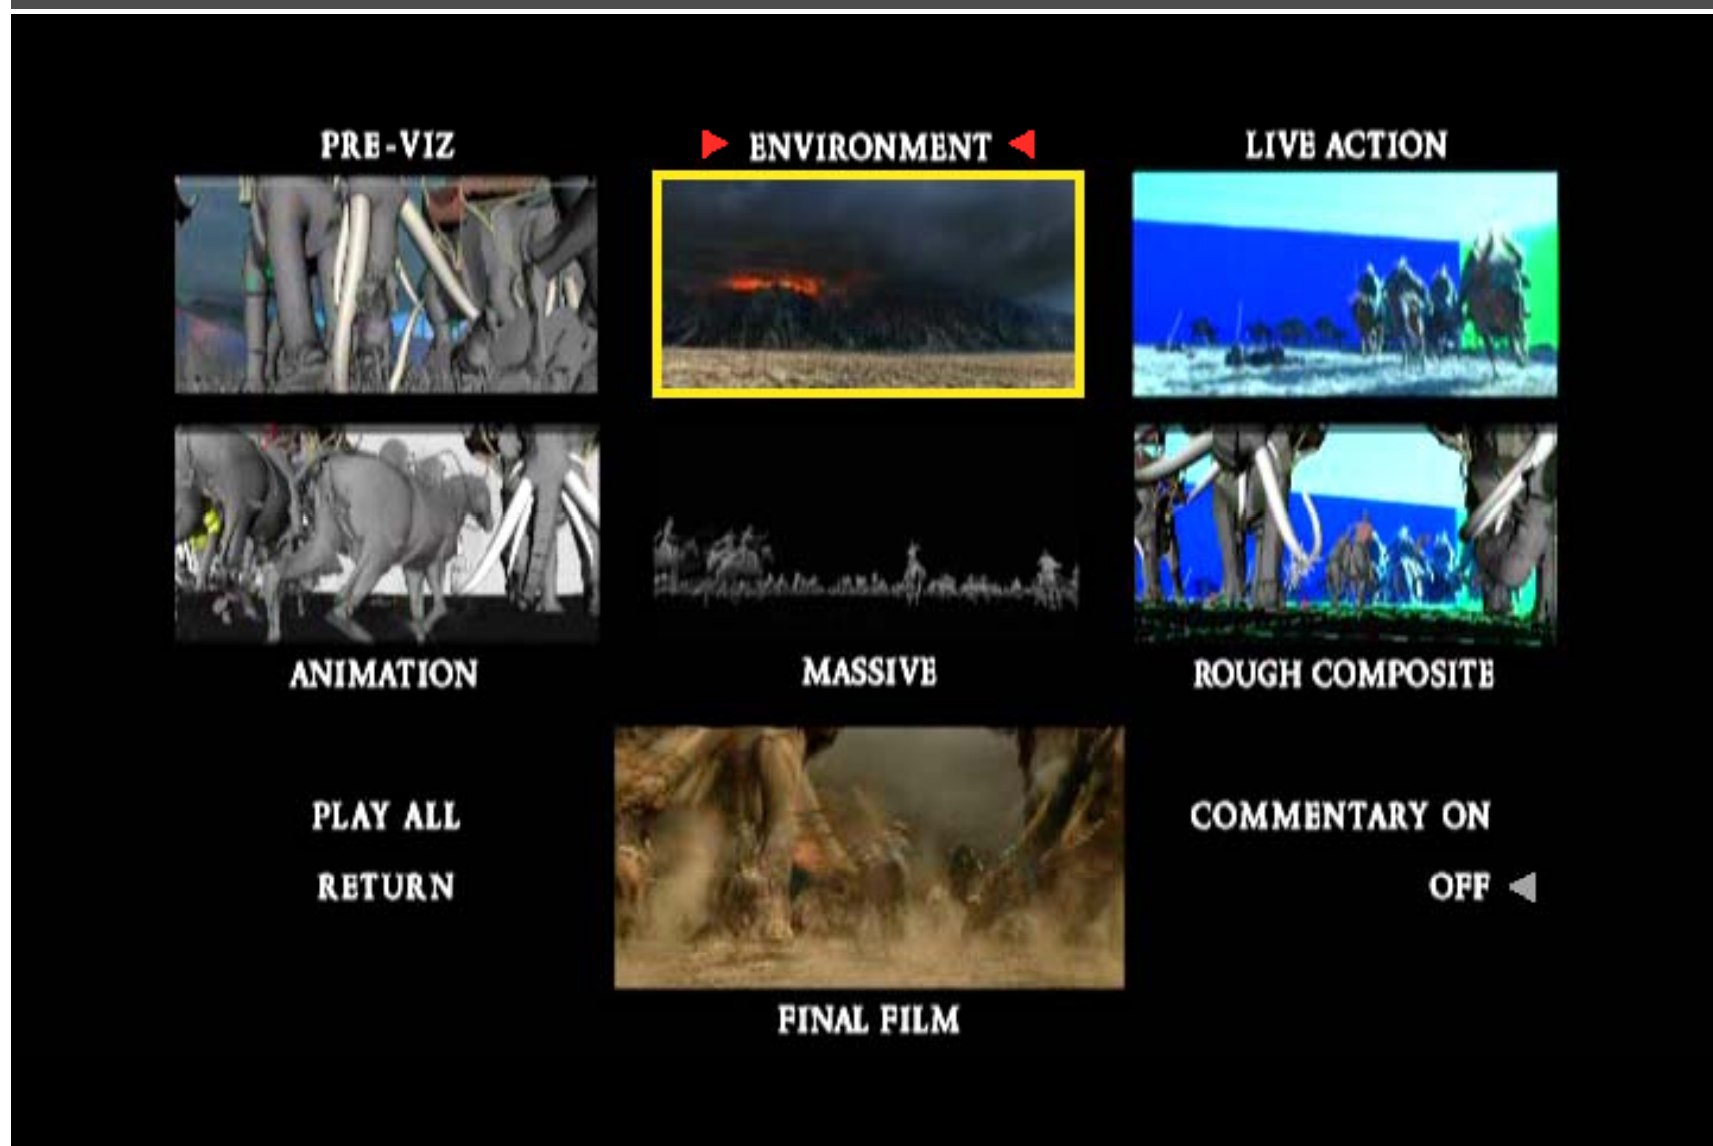 PRE-VIZ
ENVIRONMENT
LIVE ACTION
ANIMATION
MASSIVE
ROUGH COMPOSITE
PLAY ALL
COMMENTARY ON
RETURN
OFF
FINAL FILM